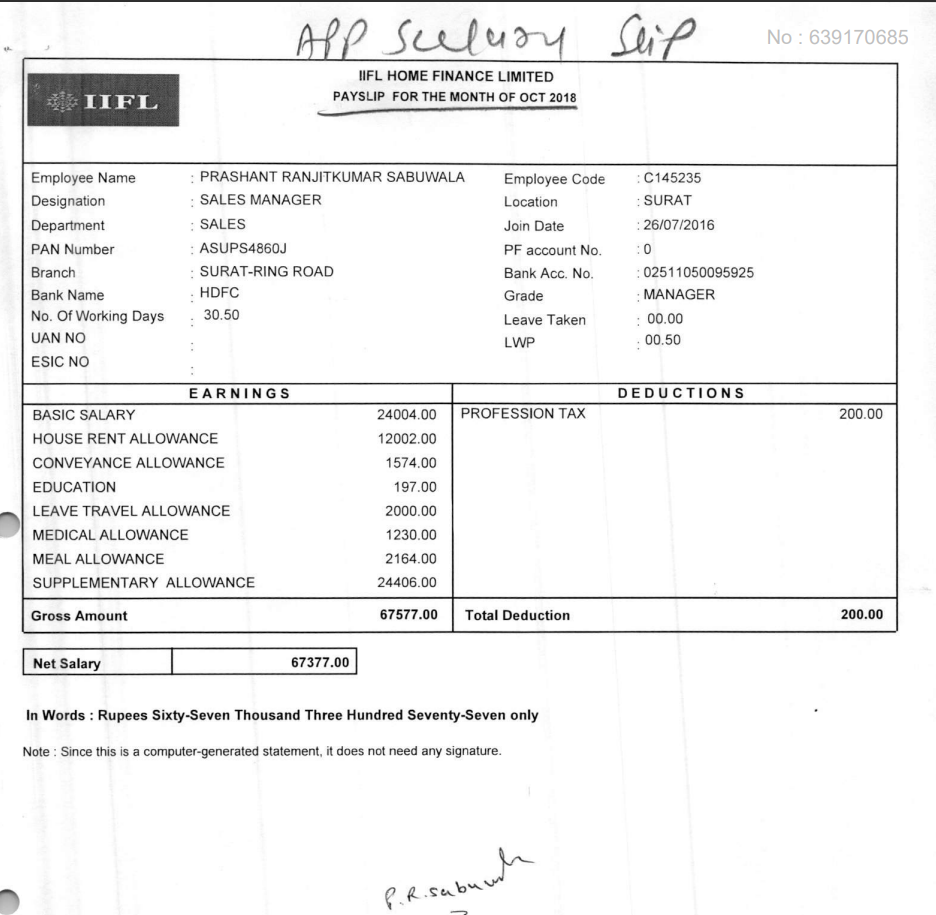 App Seelury Slip
No : 639170685
IIFL HOME FINANCE LIMITED
IIFL
PAYSLIP FOR THE MONTH OF OCT 2018
Employee Name : PRASHANT RANJITKUMAR SABUWALA Employee Code : C145235
Designation : SALES MANAGER Location : SURAT
Department : SALES Join Date : 26/07/2016
PAN Number : ASUPS4860J PF account No. : 0
Branch : SURAT-RING ROAD Bank Acc. No. : 02511050095925
Bank Name : HDFC Grade : MANAGER
No. Of Working Days : 30.50 Leave Taken : 00.00
UAN NO : LWP : 00.50
ESIC NO :
EARNINGS DEDUCTIONS
BASIC SALARY 24004.00 PROFESSION TAX 200.00
HOUSE RENT ALLOWANCE 12002.00
CONVEYANCE ALLOWANCE 1574.00
EDUCATION 197.00
LEAVE TRAVEL ALLOWANCE 2000.00
MEDICAL ALLOWANCE 1230.00
MEAL ALLOWANCE 2164.00
SUPPLEMENTARY ALLOWANCE 24406.00
Gross Amount 67577.00 Total Deduction 200.00
Net Salary 67377.00
In Words : Rupees Sixty-Seven Thousand Three Hundred Seventy-Seven only
Note : Since this is a computer-generated statement, it does not need any signature.
P.R.